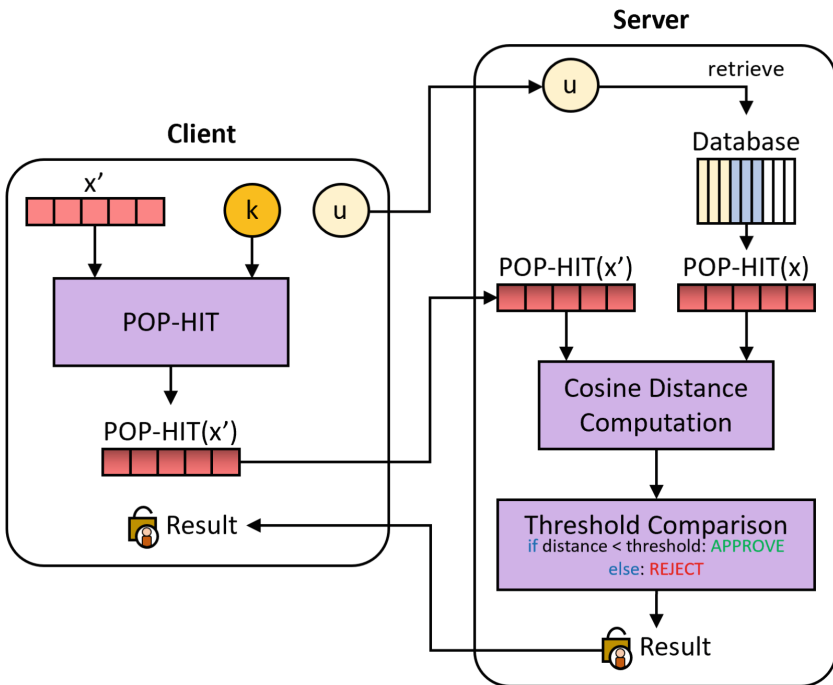 Server
u
retrieve
Database
Client
x’
k
u
POP-HIT
POP-HIT(x’)
Result
POP-HIT(x’)
POP-HIT(x)
Cosine Distance
Computation
Threshold Comparison
if distance < threshold: APPROVE
else: REJECT
Result